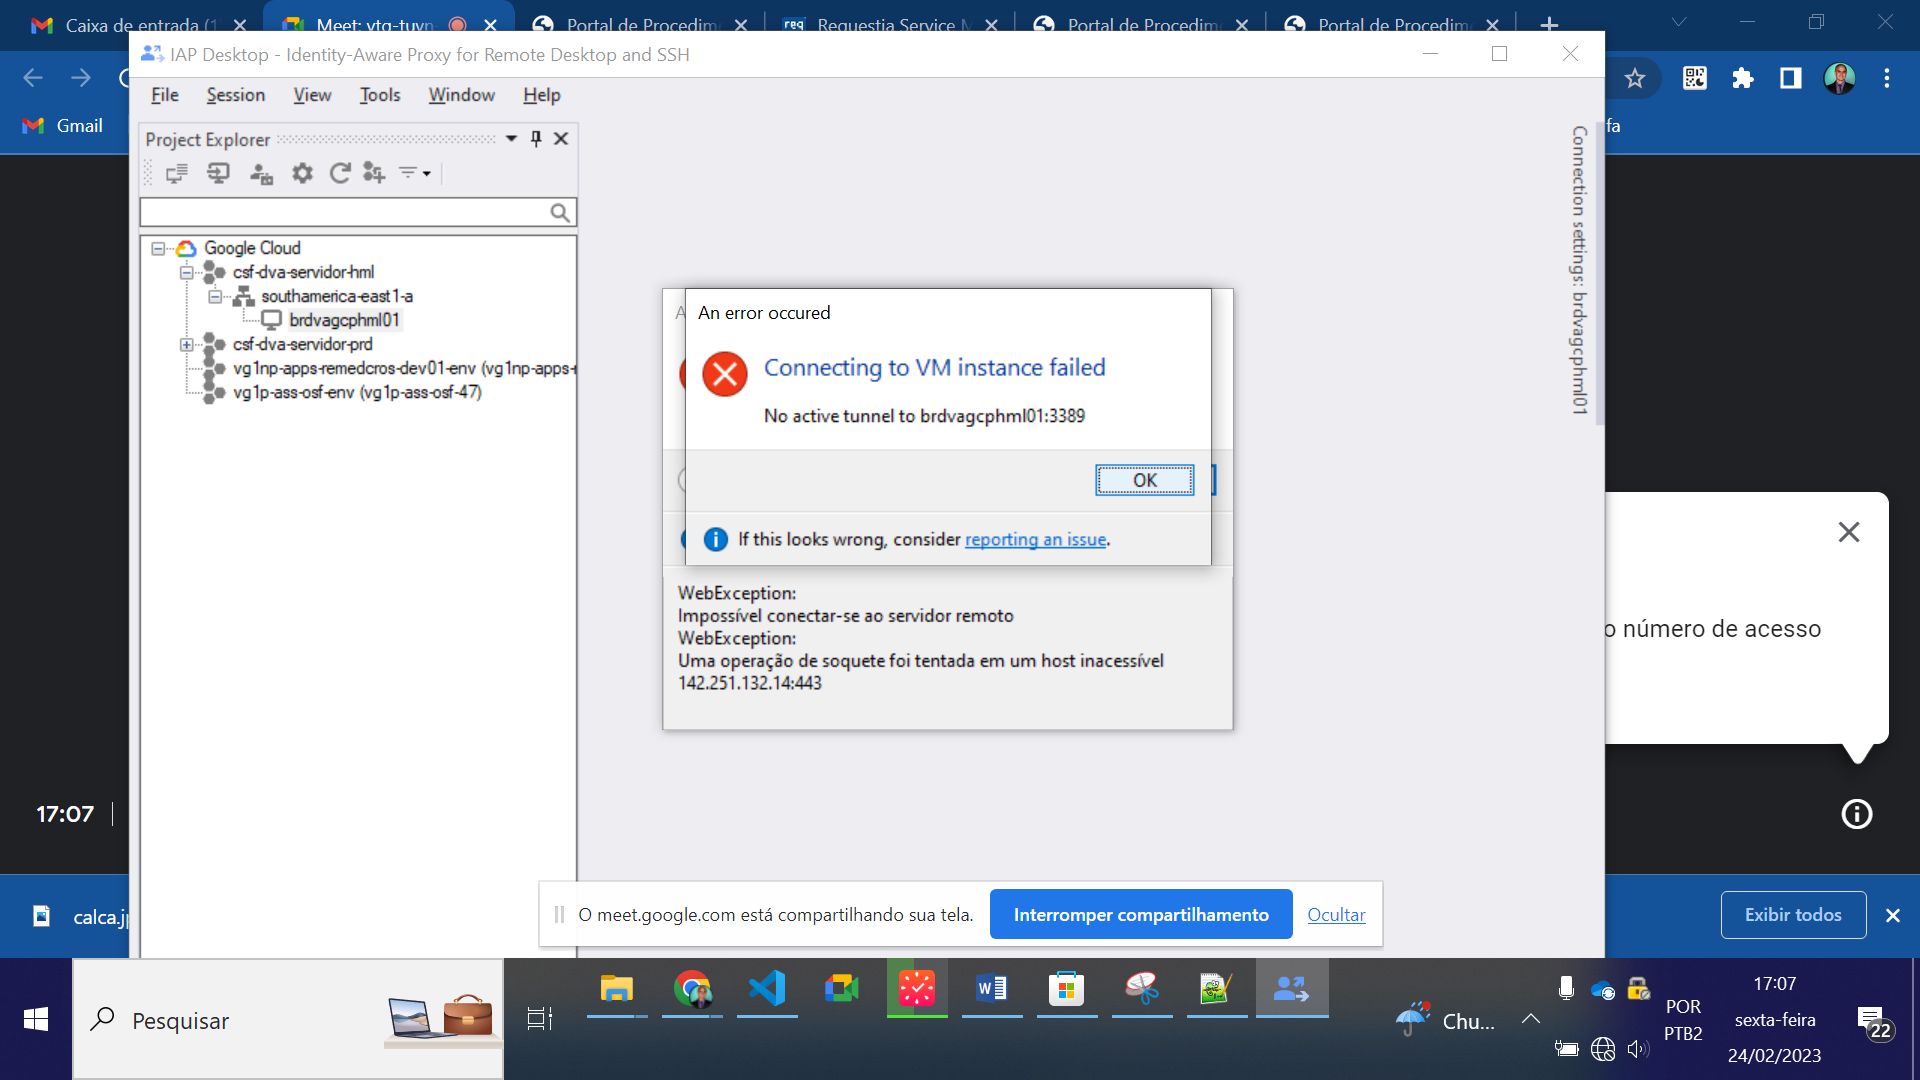 Caixa de entrada (1
Meet: vtq-tuyn-
Portal de Procedim
Requestia Service M
Portal de Procedim
Portal de Procedim
IAP Desktop - Identity-Aware Proxy for Remote Desktop and SSH
File Session View Tools Window Help
Gmail
fa
Project Explorer
Google Cloud
csf-dva-servidor-hml
southamerica-east1-a
brdvagcphml01
csf-dva-servidor-prd
vg1np-apps-remedcros-dev01-env (vg1np-apps-r
vg1p-ass-osf-env (vg1p-ass-osf-47)
Connection settings: brdvagcphml01
A
An error occured
Connecting to VM instance failed
No active tunnel to brdvagcphml01:3389
OK
If this looks wrong, consider reporting an issue.
WebException:
Impossível conectar-se ao servidor remoto
WebException:
Uma operação de soquete foi tentada em um host inacessível
142.251.132.14:443
o número de acesso
17:07
calca.jp
O meet.google.com está compartilhando sua tela.
Interromper compartilhamento
Ocultar
Exibir todos
Pesquisar
Chu...
POR
PTB2
17:07
sexta-feira
24/02/2023
22